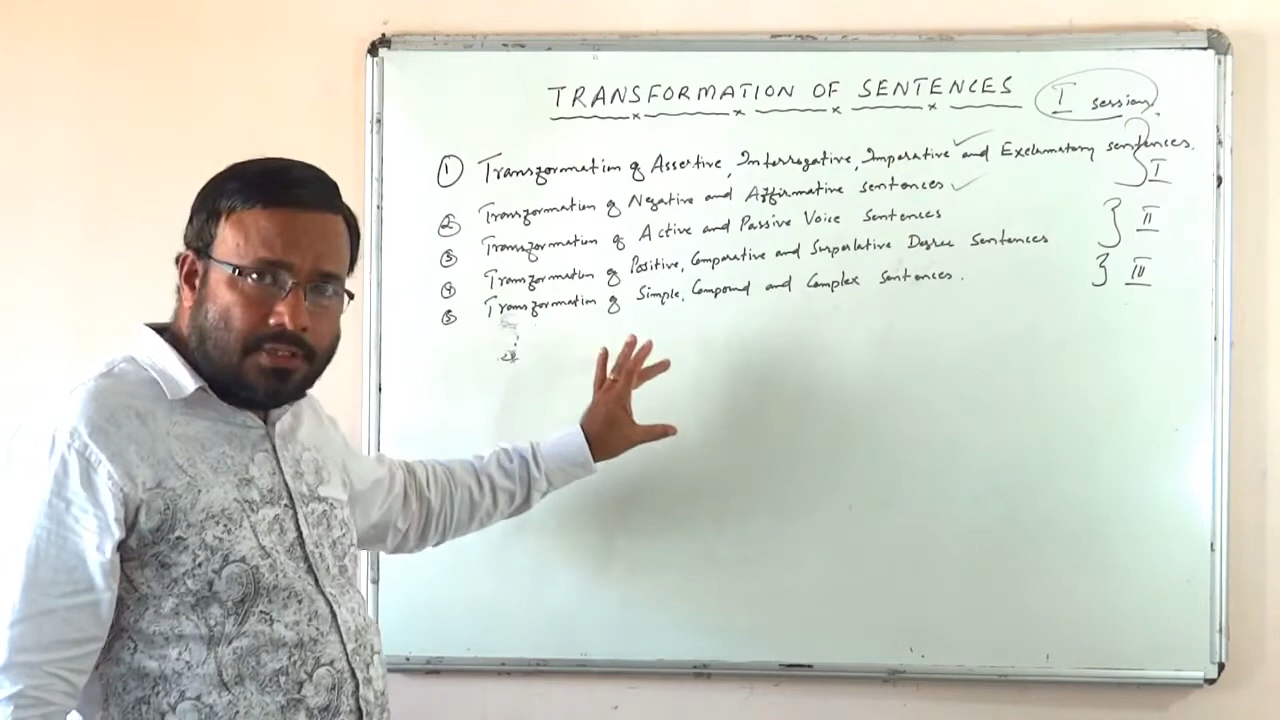 TRANSFORMATION OF SENTENCES I session.
① Transformation of Assertive, Interrogative, Imperative and Exclamatory sentences. I
② Transformation of Negative and Affirmative sentences
③ Transformation of Active and Passive Voice Sentences II
④ Transformation of Positive, Comparative and Superlative Degree Sentences
⑤ Transformation of Simple, Compound and Complex Sentences. III